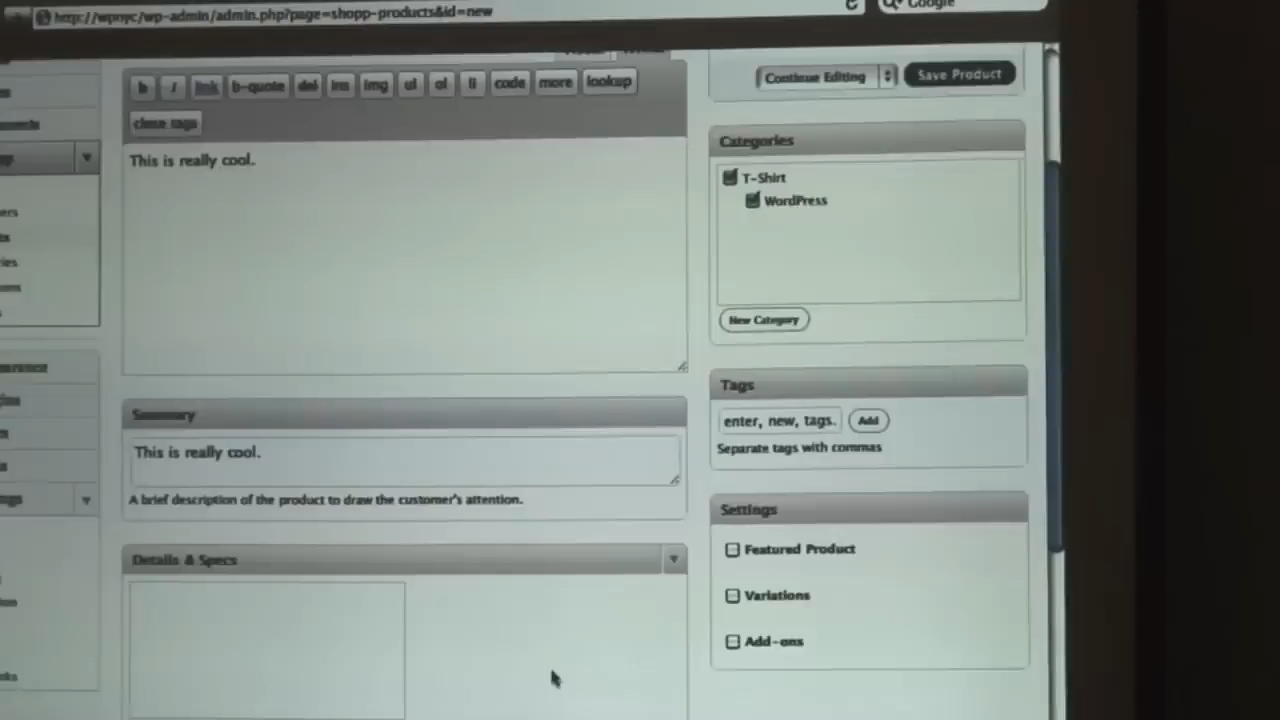 http://wpnyc/wp-admin/admin.php?page=shopp-products&id=new
Google
Continue Editing
Save Product
b
I
link
b-quote
del
ins
img
ul
ol
li
code
more
lookup
close tags
This is really cool.
Categories
T-Shirt
WordPress
New Category
Summary
This is really cool.
A brief description of the product to draw the customer's attention.
Tags
enter, new, tags.
Add
Separate tags with commas
Settings
Featured Product
Variations
Add-ons
Details & Specs